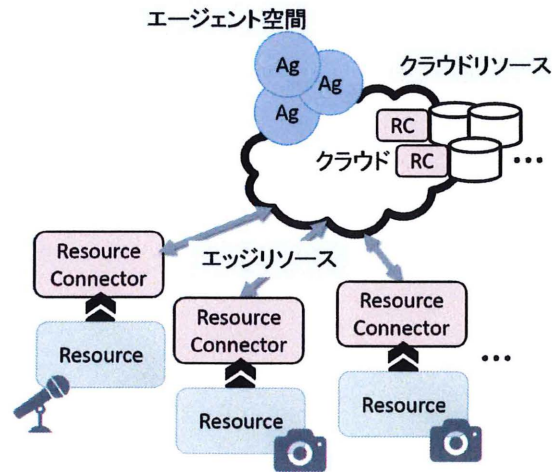 エージェント空間
Ag
Ag
Ag
クラウドリソース
RC
クラウド
RC
...
エッジリソース
Resource
Connector
Resource
Resource
Connector
Resource
Resource
Connector
Resource
...